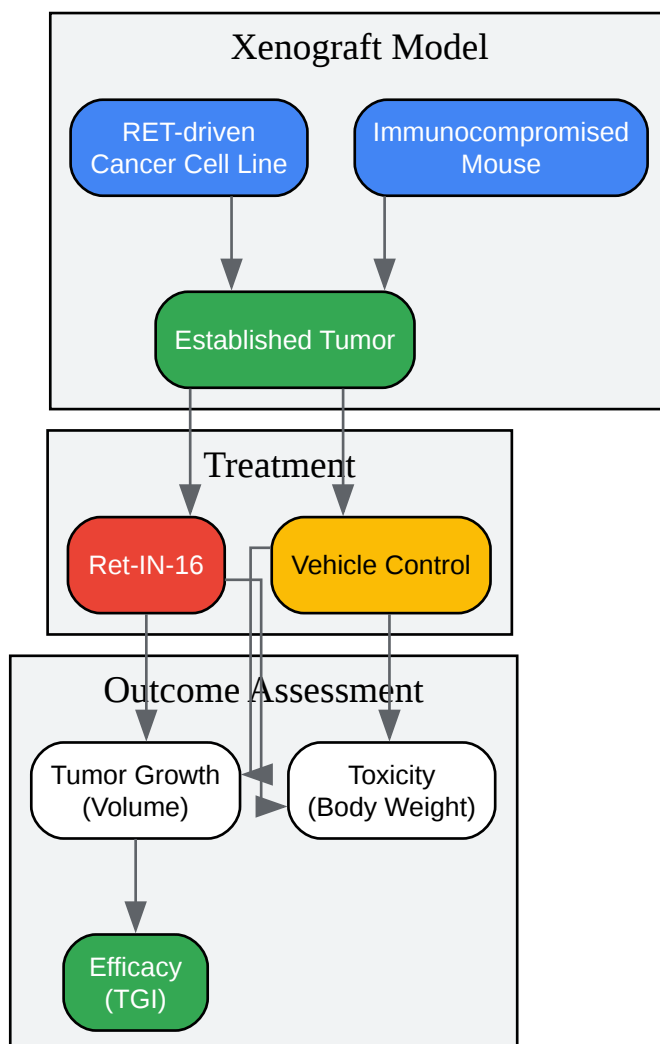 Xenograft Model
RET-driven
Cancer Cell Line
Immunocompromised
Mouse
Established Tumor
Treatment
Ret-IN-16
Vehicle Control
Outcome Assessment
Tumor Growth
(Volume)
Toxicity
(Body Weight)
Efficacy
(TGI)